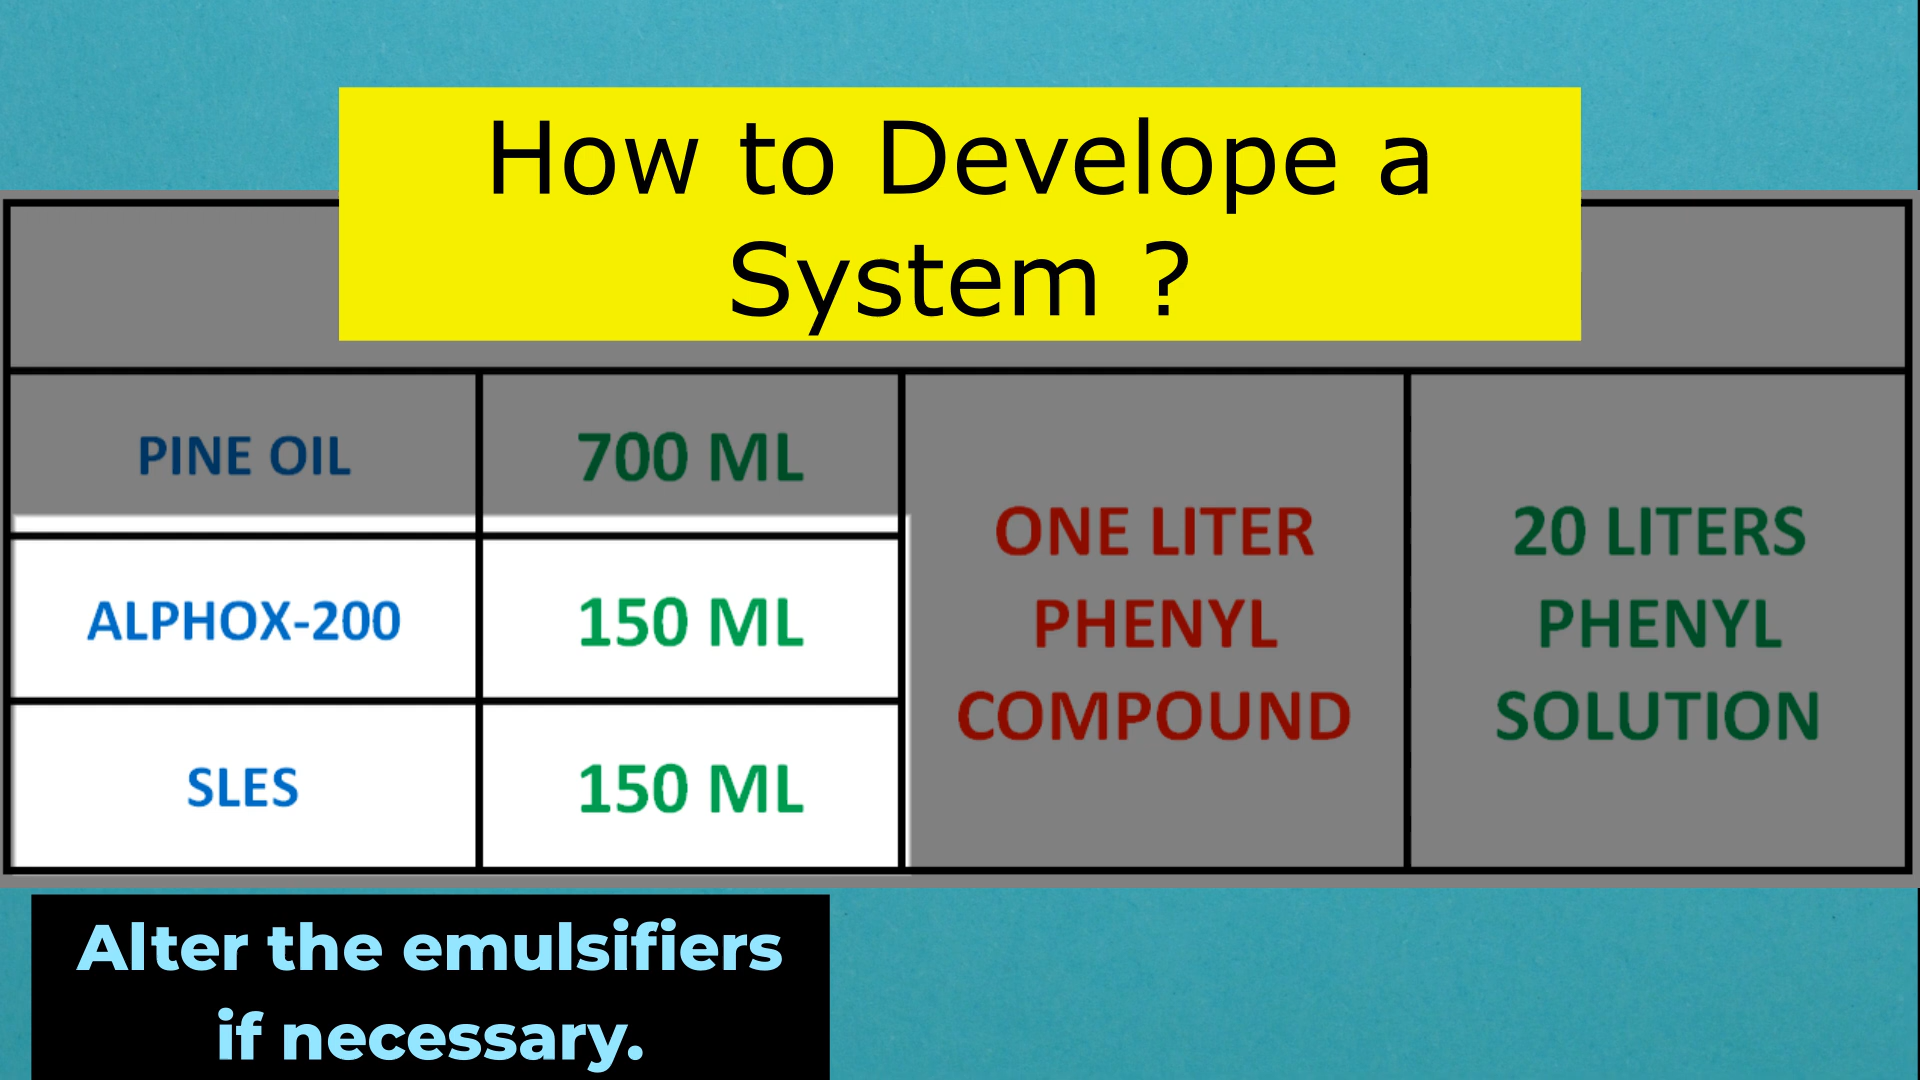 How to Develope a
System ?
PINE OIL
700 ML
ALPHOX-200
150 ML
SLES
150 ML
ONE LITER
PHENYL
COMPOUND
20 LITERS
PHENYL
SOLUTION
Alter the emulsifiers
if necessary.